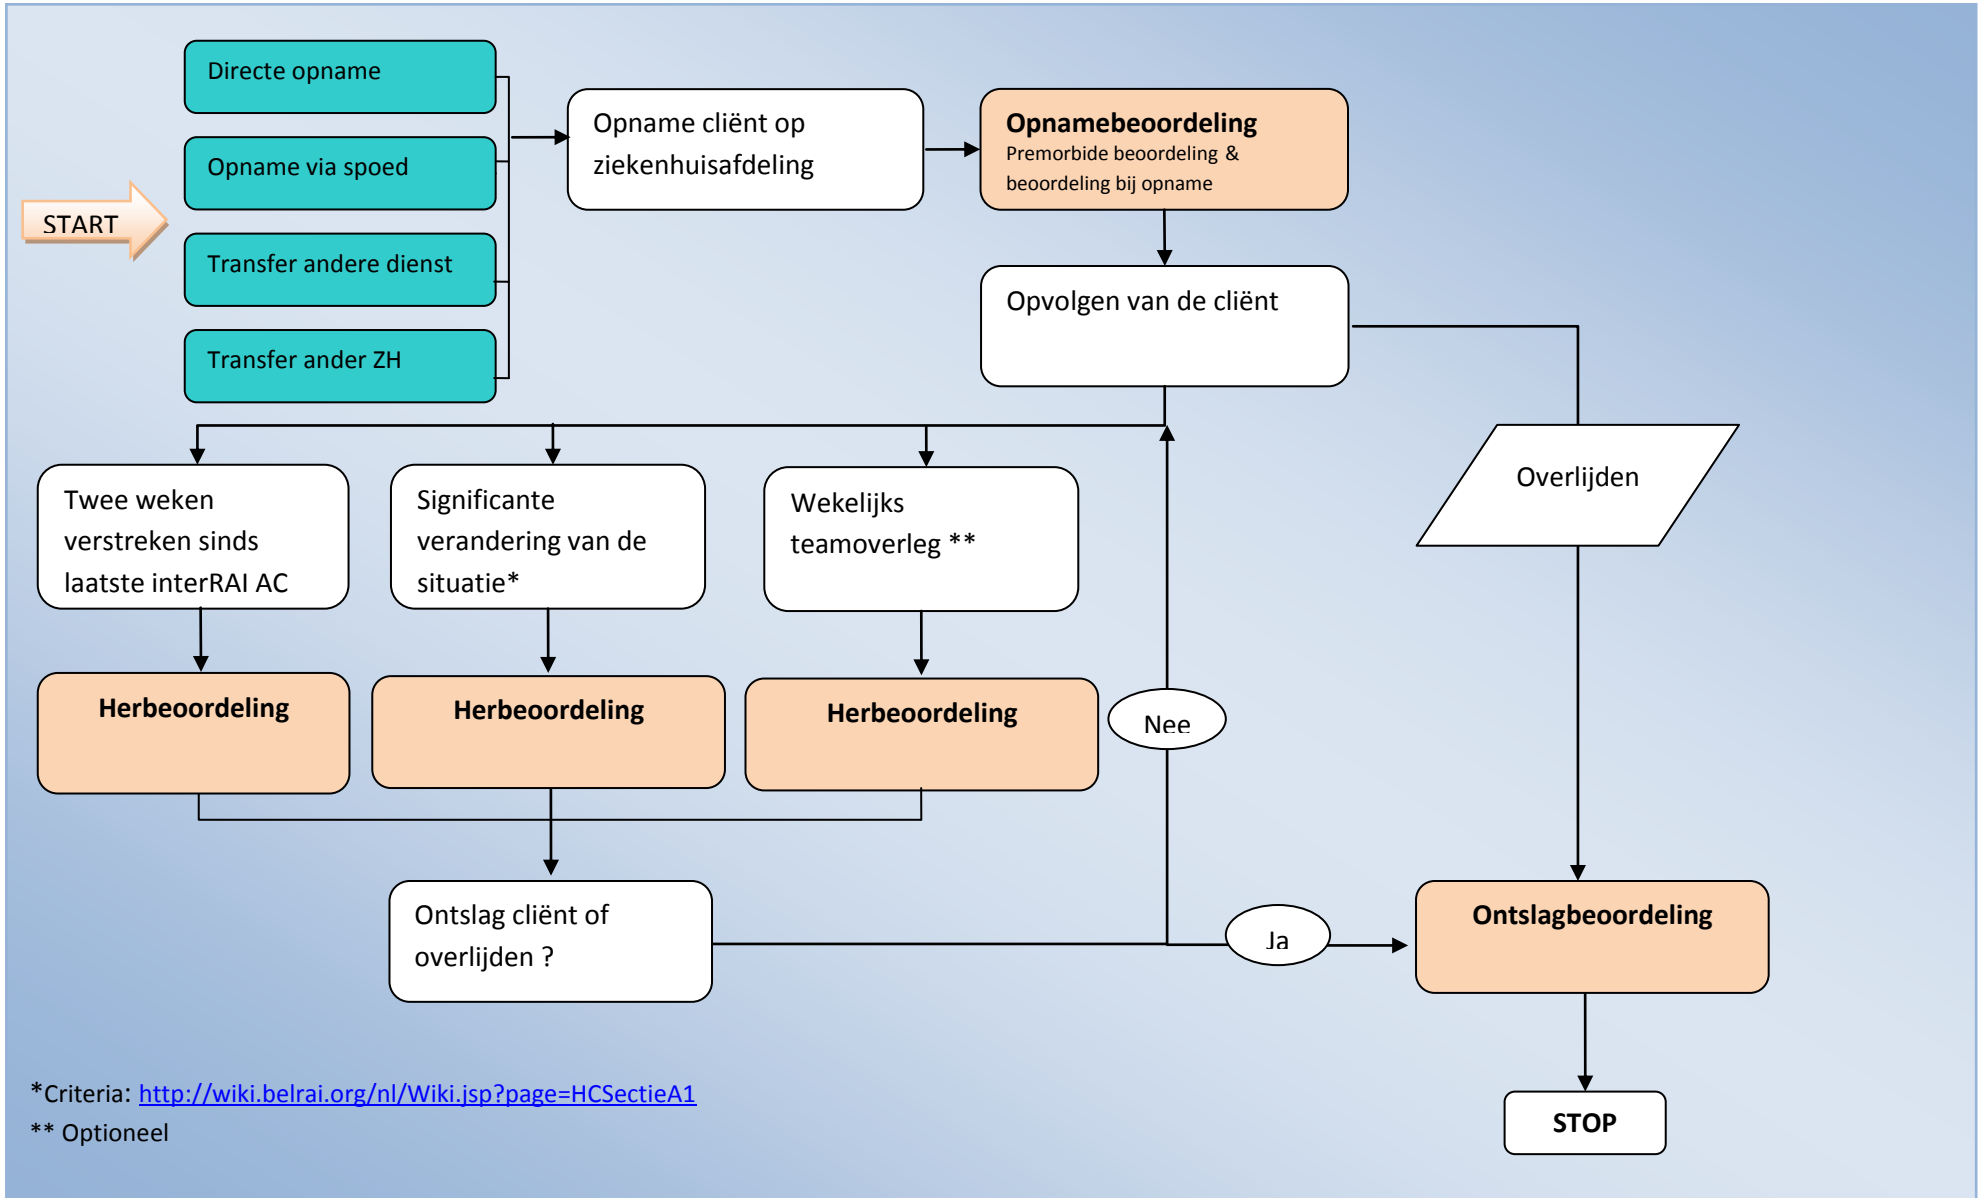 START
Directe opname
Opname via spoed
Transfer andere dienst
Transfer ander ZH
Opname cliënt op
ziekenhuisafdeling
Opnamebeoordeling
Premorbide beoordeling &
beoordeling bij opname
Opvolgen van de cliënt
Twee weken
verstreken sinds
laatste interRAI AC
Significante
verandering van de
situatie*
Wekelijks
teamoverleg **
Overlijden
Herbeoordeling
Herbeoordeling
Herbeoordeling
Nee
Ontslag cliënt of
overlijden ?
Ja
Ontslagbeoordeling
STOP
*Criteria: http://wiki.belrai.org/nl/Wiki.jsp?page=HCSectieA1
** Optioneel